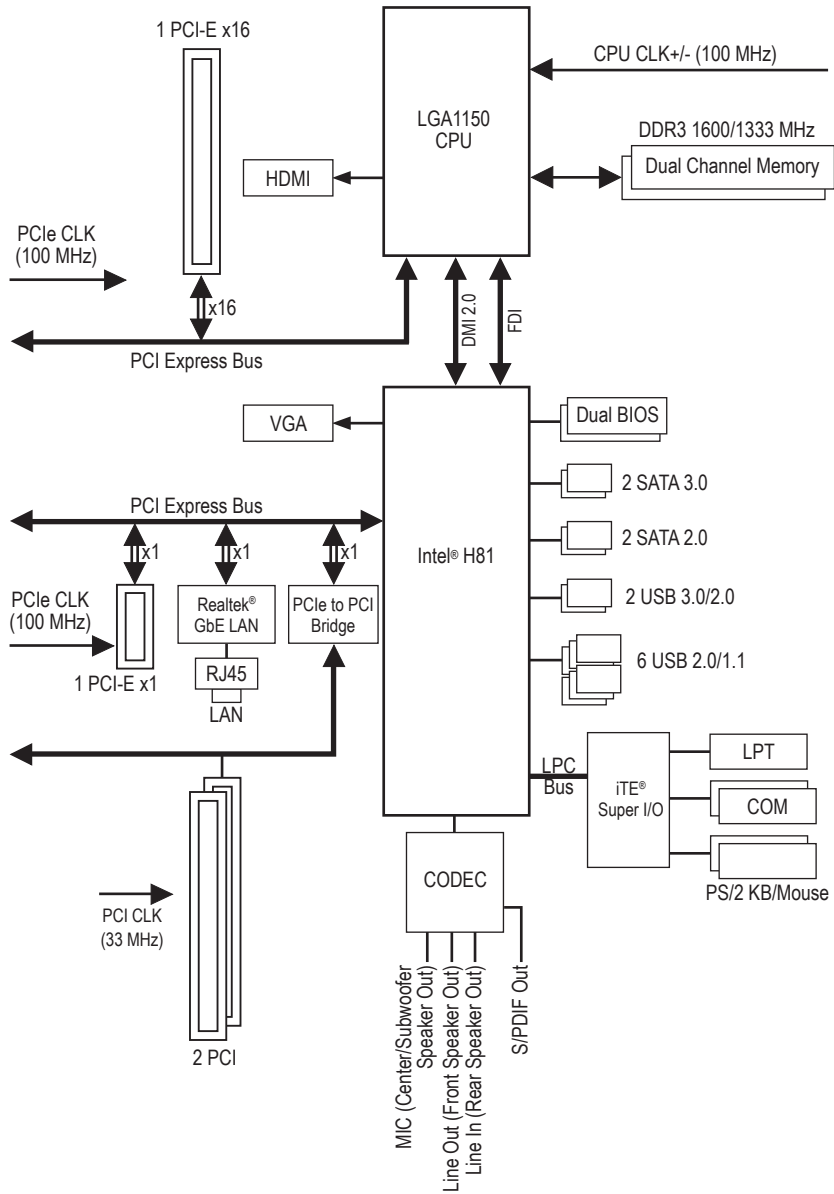 1 PCI-E x16
CPU CLK+/- (100 MHz)
LGA1150
CPU
DDR3 1600/1333 MHz
Dual Channel Memory
HDMI
PCIe CLK
(100 MHz)
x16
DMI 2.0
FDI
PCI Express Bus
VGA
Dual BIOS
2 SATA 3.0
PCI Express Bus
2 SATA 2.0
x1
x1
x1
Intel® H81
PCIe CLK
(100 MHz)
Realtek®
GbE LAN
PCIe to PCI
Bridge
2 USB 3.0/2.0
6 USB 2.0/1.1
1 PCI-E x1
RJ45
LAN
LPC
Bus
iTE®
Super I/O
LPT
COM
PS/2 KB/Mouse
CODEC
PCI CLK
(33 MHz)
2 PCI
MIC (Center/Subwoofer
Speaker Out)
Line Out (Front Speaker Out)
Line In (Rear Speaker Out)
S/PDIF Out